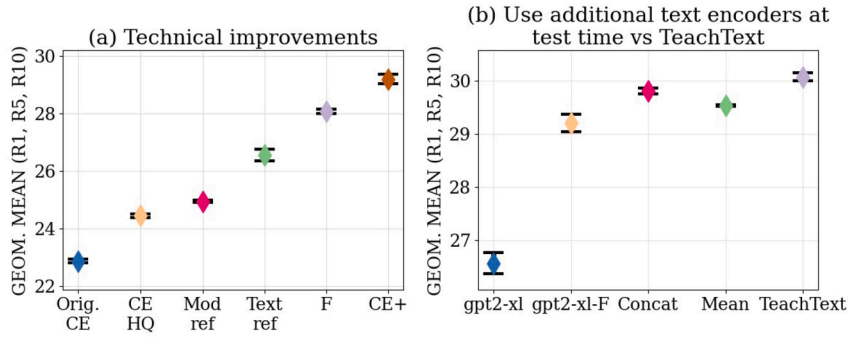 (a) Technical improvements
GEOM. MEAN (R1, R5, R10)
30
28
26
24
22
Orig. CE HQ Mod ref Text ref F CE+
(b) Use additional text encoders at
test time vs TeachText
GEOM. MEAN (R1, R5, R10)
30
29
28
27
gpt2-xl gpt2-xl-F Concat Mean TeachText